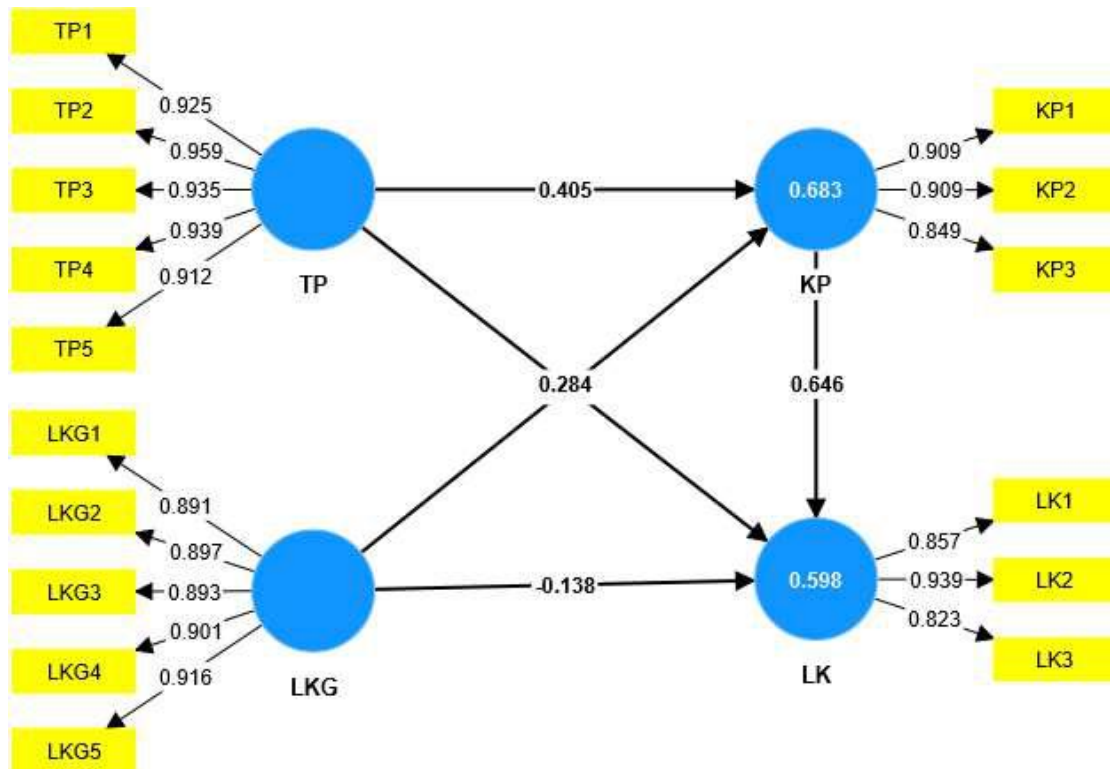 TP1
TP2
TP3
TP4
TP5
0.925
0.959
0.935
0.939
0.912
TP
LKG1
LKG2
LKG3
LKG4
LKG5
0.891
0.897
0.893
0.901
0.916
LKG
0.405
0.284
-0.138
0.646
0.683
KP
0.909
0.909
0.849
KP1
KP2
KP3
0.598
LK
0.857
0.939
0.823
LK1
LK2
LK3